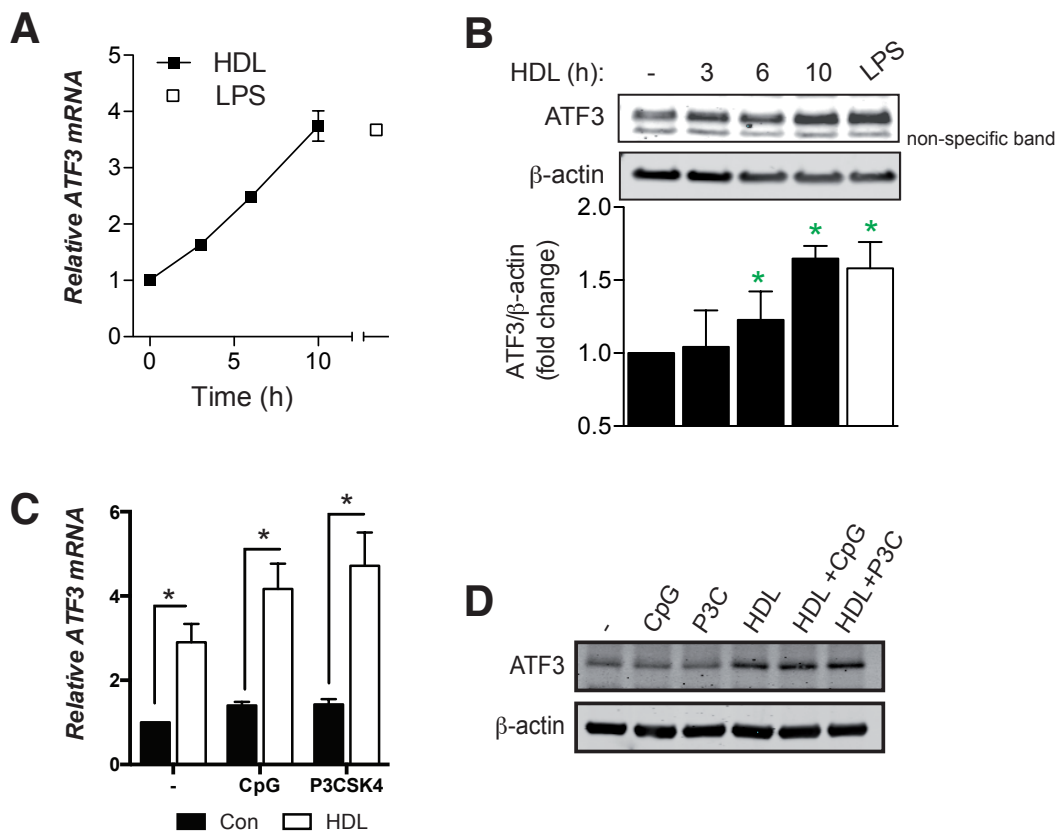 A
Relative ATF3 mRNA
5
4
3
2
1
0
HDL
LPS
0 5 10
Time (h)
B
HDL (h): - 3 6 10 LPS
ATF3
non-specific band
β-actin
ATF3/β-actin
(fold change)
2.0
1.5
1.0
0.5
* * *
C
Relative ATF3 mRNA
6
4
2
0
* * *
- CpG P3CSK4
Con HDL
D
- CpG P3C HDL HDL +CpG HDL+P3C
ATF3
β-actin